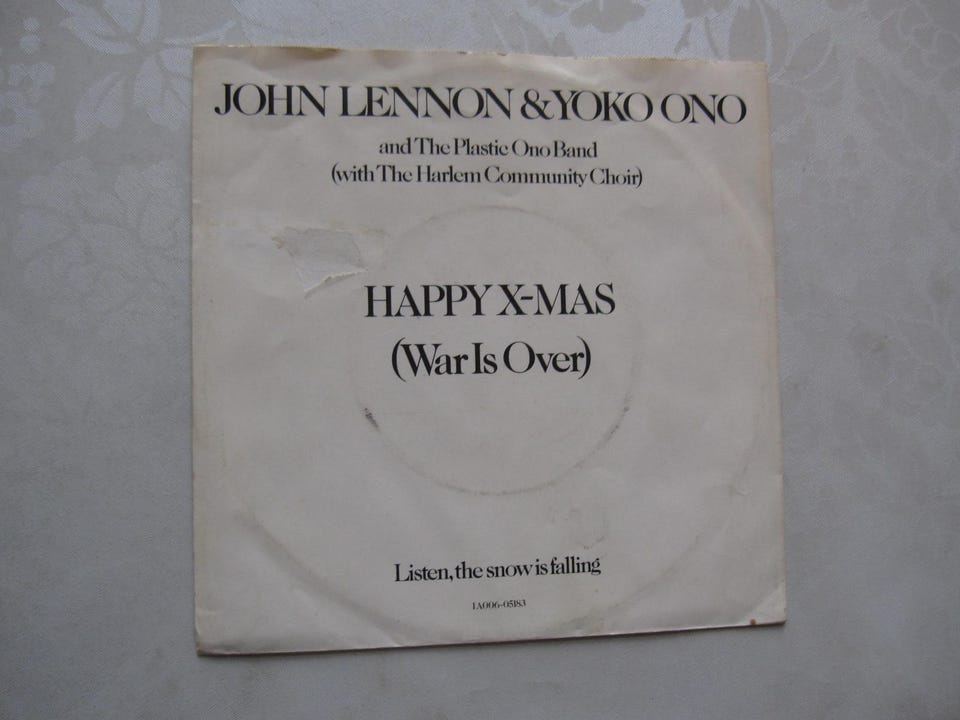 JOHN LENNON & YOKO ONO
and The Plastic Ono Band
(with The Harlem Community Choir)
HAPPY X-MAS
(War Is Over)
Listen, the snow is falling
1A006-05183